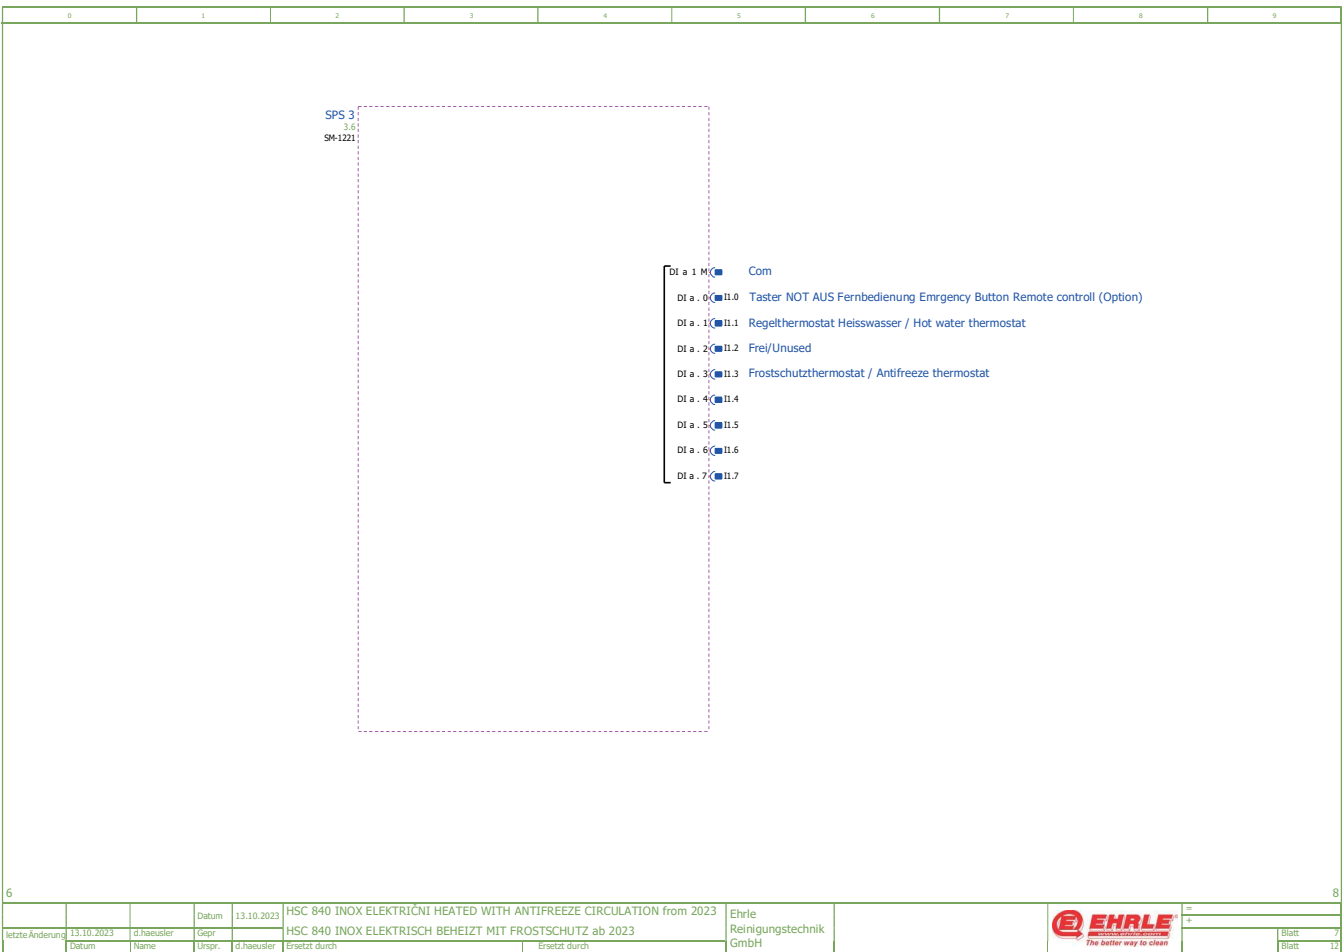 0 1 2 3 4 5 6 7 8 9
SPS 3
3.6
SM-1221
DI a 1 M Com
DI a . 0 I1.0 Taster NOT AUS Fernbedienung Emrgency Button Remote controll (Option)
DI a . 1 I1.1 Regelthermostat Heisswasser / Hot water thermostat
DI a . 2 I1.2 Frei/Unused
DI a . 3 I1.3 Frostschutzthermostat / Antifreeze thermostat
DI a . 4 I1.4
DI a . 5 I1.5
DI a . 6 I1.6
DI a . 7 I1.7
6 8
Datum 13.10.2023 HSC 840 INOX ELEKTRIČNI HEATED WITH ANTIFREEZE CIRCULATION from 2023 Ehrle =
+
letzte Änderung 13.10.2023 d.haeusler Gepr HSC 840 INOX ELEKTRISCH BEHEIZT MIT FROSTSCHUTZ ab 2023 Reinigungstechnik EHRLE Blatt 7
www.ehrle.com
Datum Name Urspr. d.haeusler Ersetzt durch Ersetzt durch GmbH The better way to clean Blatt 12